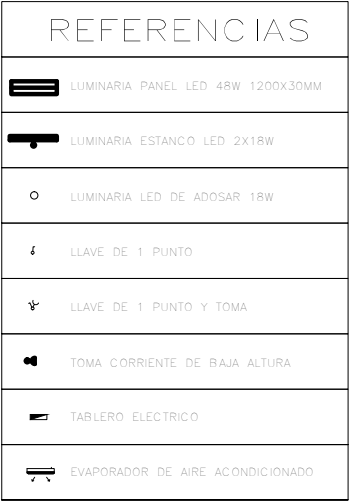 REFERENCIAS
LUMINARIA PANEL LED 48W 1200X30MM
LUMINARIA ESTANCO LED 2X18W
LUMINARIA LED DE ADOSAR 18W
LLAVE DE 1 PUNTO
LLAVE DE 1 PUNTO Y TOMA
TOMA CORRIENTE DE BAJA ALTURA
TABLERO ELECTRICO
EVAPORADOR DE AIRE ACONDICIONADO